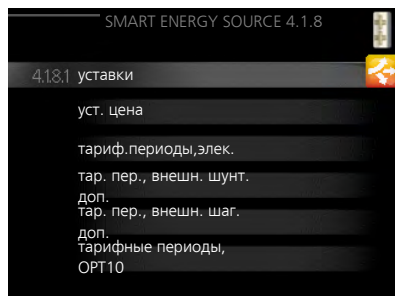 SMART ENERGY SOURCE 4.1.8
4.1.8.1 уставки
уст. цена
тариф.периоды,элек.
тар. пер., внешн. шунт.
доп.
тар. пер., внешн. шаг.
доп.
тарифные периоды,
OPT10